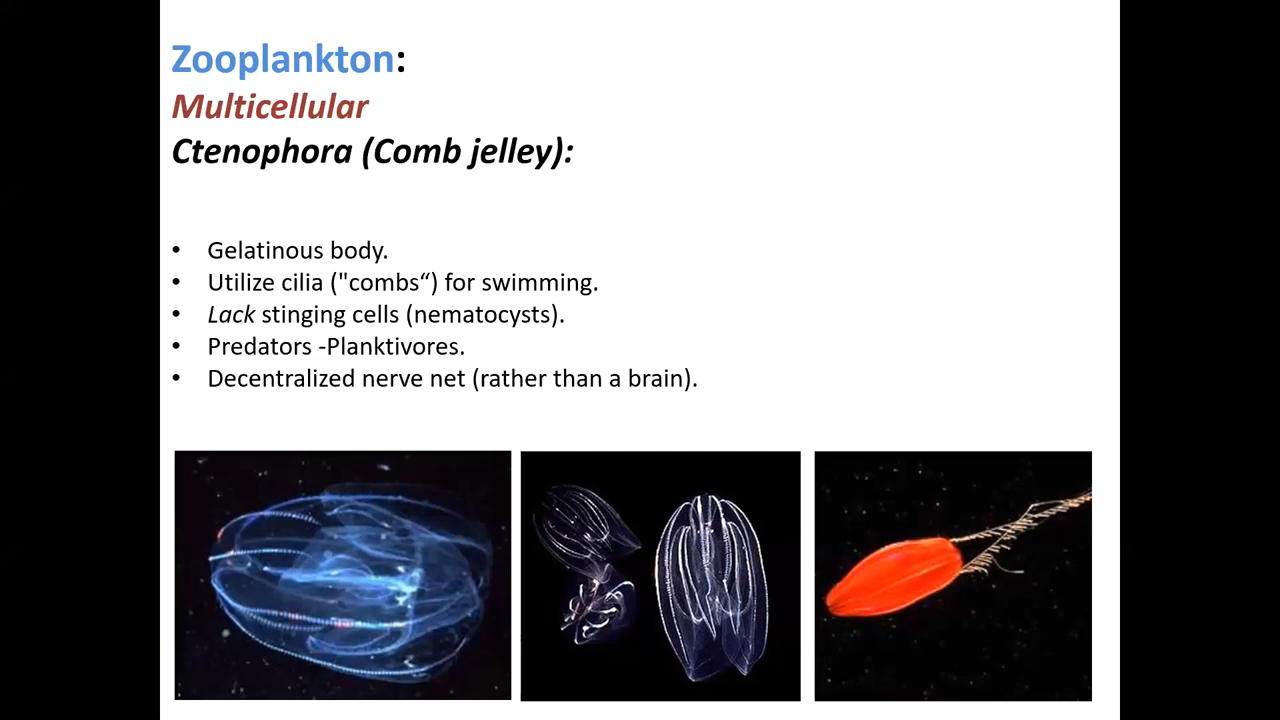 Zooplankton:
Multicellular
Ctenophora (Comb jelley):
• Gelatinous body.
• Utilize cilia ("combs“) for swimming.
• Lack stinging cells (nematocysts).
• Predators -Planktivores.
• Decentralized nerve net (rather than a brain).